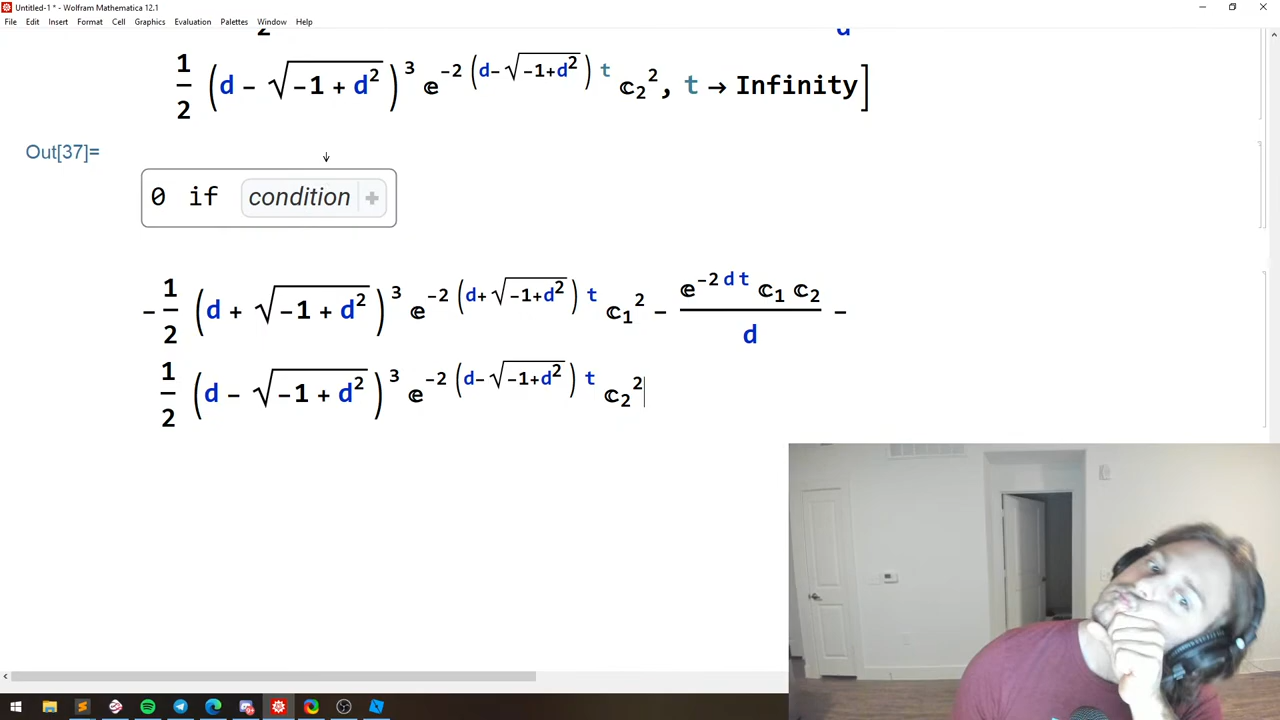 Untitled-1 * - Wolfram Mathematica 12.1
File Edit Insert Format Cell Graphics Evaluation Palettes Window Help
2 d
1/2 (d - √(-1 + d²))³ ⅇ^(-2 (d-√(-1+d²)) t) 𝕔₂², t → Infinity]
Out[37]=
0 if condition +
- 1/2 (d + √(-1 + d²))³ ⅇ^(-2 (d+√(-1+d²)) t) 𝕔₁² - (ⅇ^(-2 d t) 𝕔₁ 𝕔₂)/d -
1/2 (d - √(-1 + d²))³ ⅇ^(-2 (d-√(-1+d²)) t) 𝕔₂²